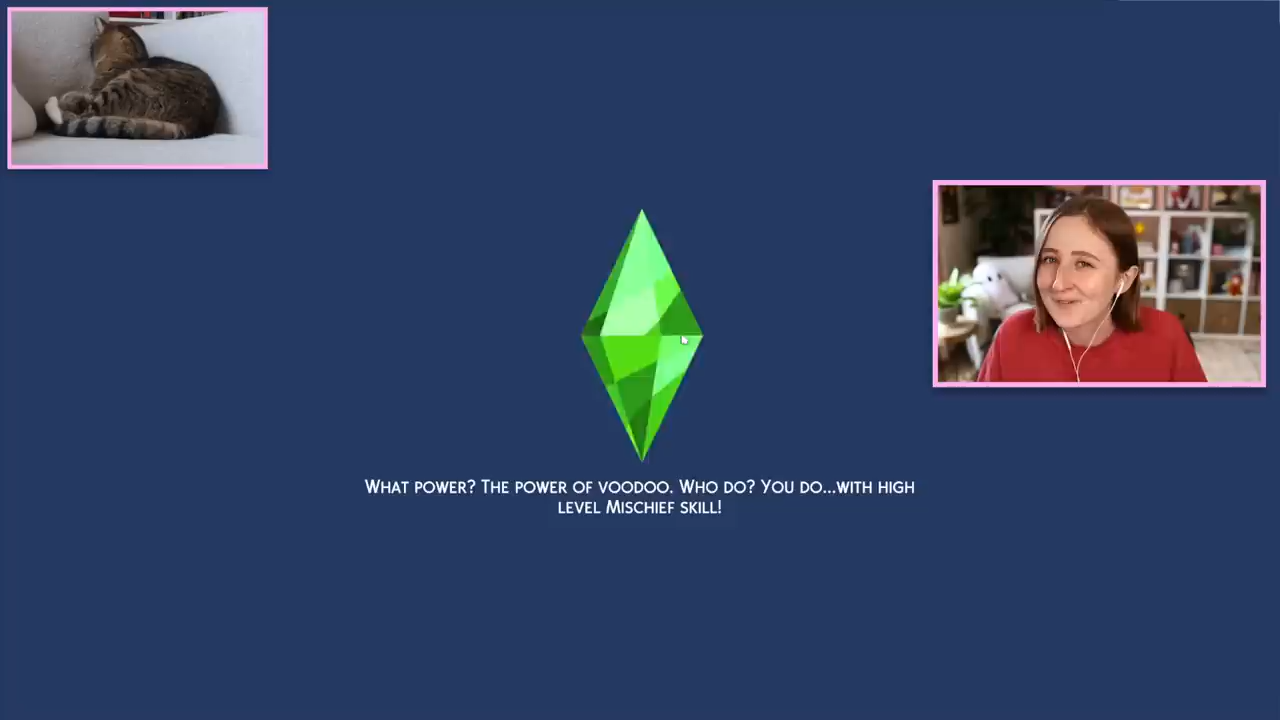 What power? The power of voodoo. Who do? You do...with high
level Mischief skill!